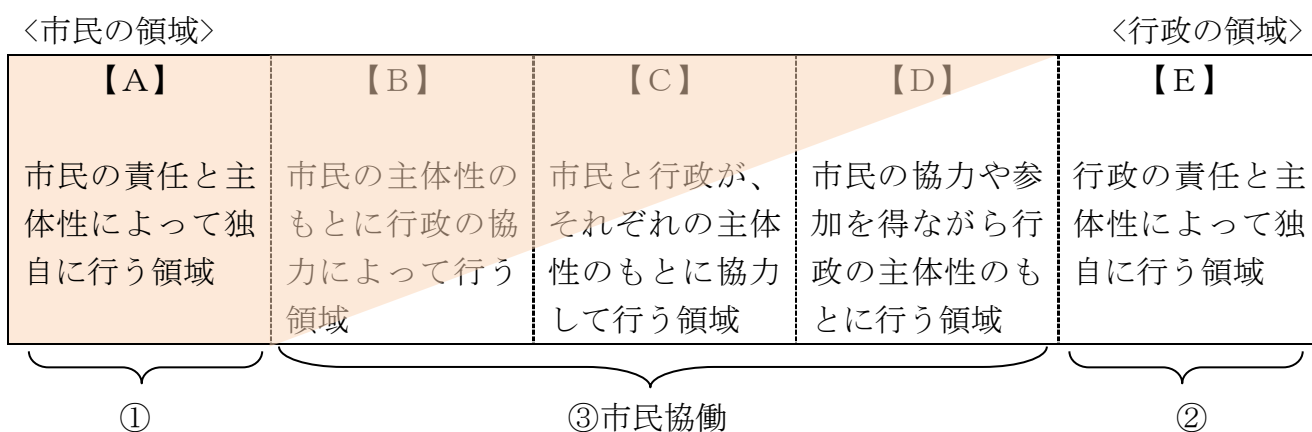 <市民の領域>
<行政の領域>
【A】
市民の責任と主
体性によって独
自に行う領域
【B】
市民の主体性の
もとに行政の協
力によって行う
領域
【C】
市民と行政が、
それぞれの主体
性のもとに協力
して行う領域
【D】
市民の協力や参
加を得ながら行
政の主体性のも
とに行う領域
【E】
行政の責任と主
体性によって独
自に行う領域
①
③市民協働
②